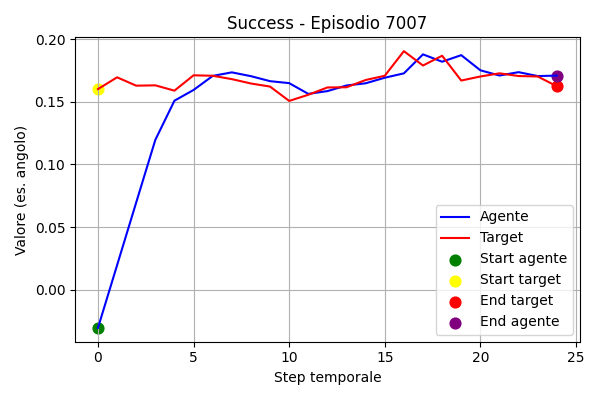 Success - Episodio 7007
Valore (es. angolo)
0.20
0.15
0.10
0.05
0.00
0
5
10
15
20
25
Step temporale
Agente
Target
Start agente
Start target
End target
End agente